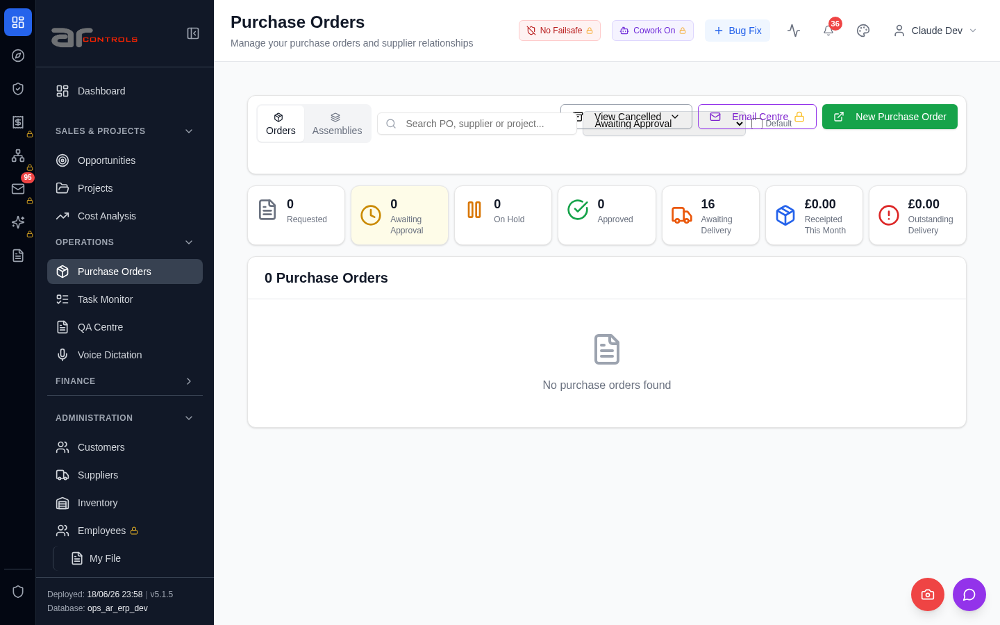 ar CONTROLS
Dashboard
SALES & PROJECTS
Opportunities
Projects
Cost Analysis
OPERATIONS
Purchase Orders
Task Monitor
QA Centre
Voice Dictation
FINANCE
ADMINISTRATION
Customers
Suppliers
Inventory
Employees
My File
Deployed: 18/06/26 23:58 | v5.1.5
Database: ops_ar_erp_dev
95
Purchase Orders
Manage your purchase orders and supplier relationships
No Failsafe
Cowork On
Bug Fix
36
Claude Dev
Orders
Assemblies
Search PO, supplier or project...
View Cancelled
Awaiting Approval
Email Centre
Default
New Purchase Order
0
Requested
0
Awaiting
Approval
0
On Hold
0
Approved
16
Awaiting
Delivery
£0.00
Receipted
This Month
£0.00
Outstanding
Delivery
0 Purchase Orders
No purchase orders found